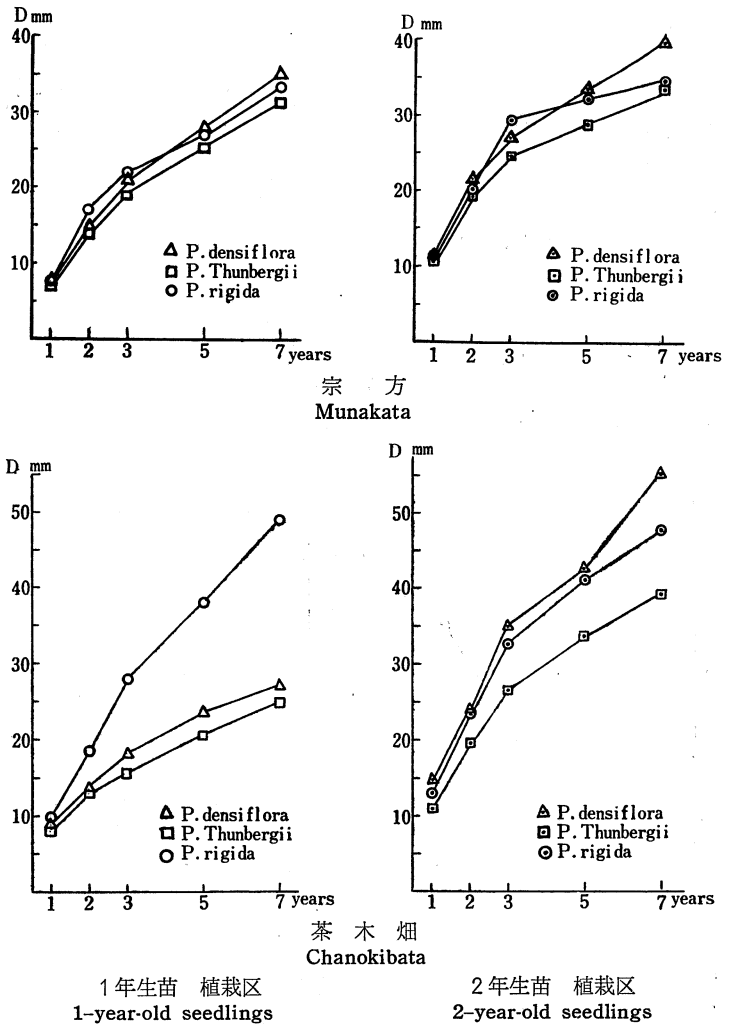 D mm
40
30
20
10
△ P. densiflora
□ P. Thunbergii
○ P. rigida
1 2 3 5 7 years
D mm
40
30
20
10
△ P. densiflora
□ P. Thunbergii
○ P. rigida
1 2 3 5 7 years
宗 方
Munakata
D mm
50
40
30
20
10
△ P. densiflora
□ P. Thunbergii
○ P. rigida
1 2 3 5 7 years
D mm
50
40
30
20
10
△ P. densiflora
□ P. Thunbergii
○ P. rigida
1 2 3 5 7 years
茶 木 畑
Chanokibata
1年生苗 植栽区
1-year-old seedlings
2年生苗 植栽区
2-year-old seedlings